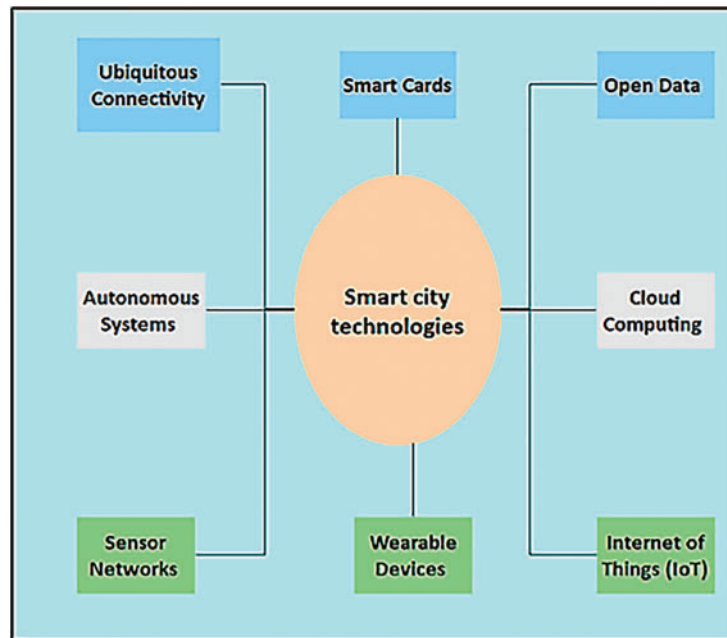 Ubiquitous
Connectivity
Smart Cards
Open Data
Autonomous
Systems
Smart city
technologies
Cloud
Computing
Sensor
Networks
Wearable
Devices
Internet of
Things (IoT)